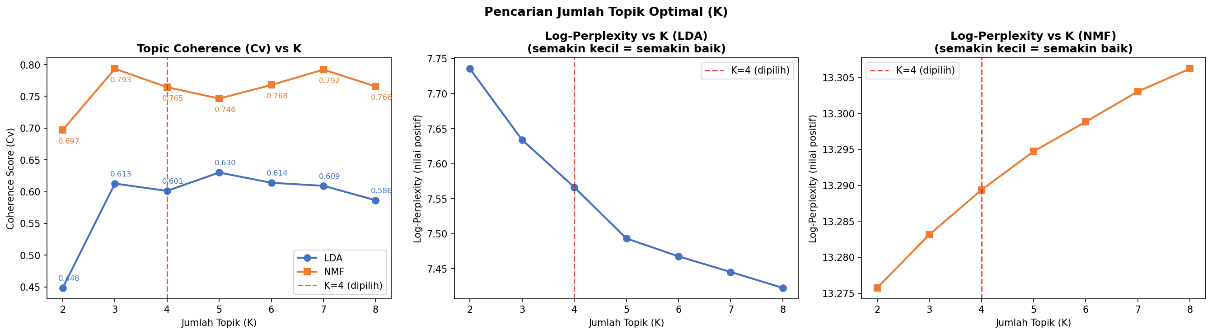 Pencarian Jumlah Topik Optimal (K)
Topic Coherence (Cv) vs K
Coherence Score (Cv)
0.80
0.75
0.70
0.65
0.60
0.55
0.50
0.45
0.697
0.793
0.765
0.746
0.768
0.792
0.766
0.448
0.613
0.601
0.630
0.614
0.609
0.586
LDA
NMF
K=4 (dipilih)
2 3 4 5 6 7 8
Jumlah Topik (K)
Log-Perplexity vs K (LDA)
(semakin kecil = semakin baik)
Log-Perplexity (nilai positif)
7.75
7.70
7.65
7.60
7.55
7.50
7.45
K=4 (dipilih)
2 3 4 5 6 7 8
Jumlah Topik (K)
Log-Perplexity vs K (NMF)
(semakin kecil = semakin baik)
Log-Perplexity (nilai positif)
13.305
13.300
13.295
13.290
13.285
13.280
13.275
K=4 (dipilih)
2 3 4 5 6 7 8
Jumlah Topik (K)